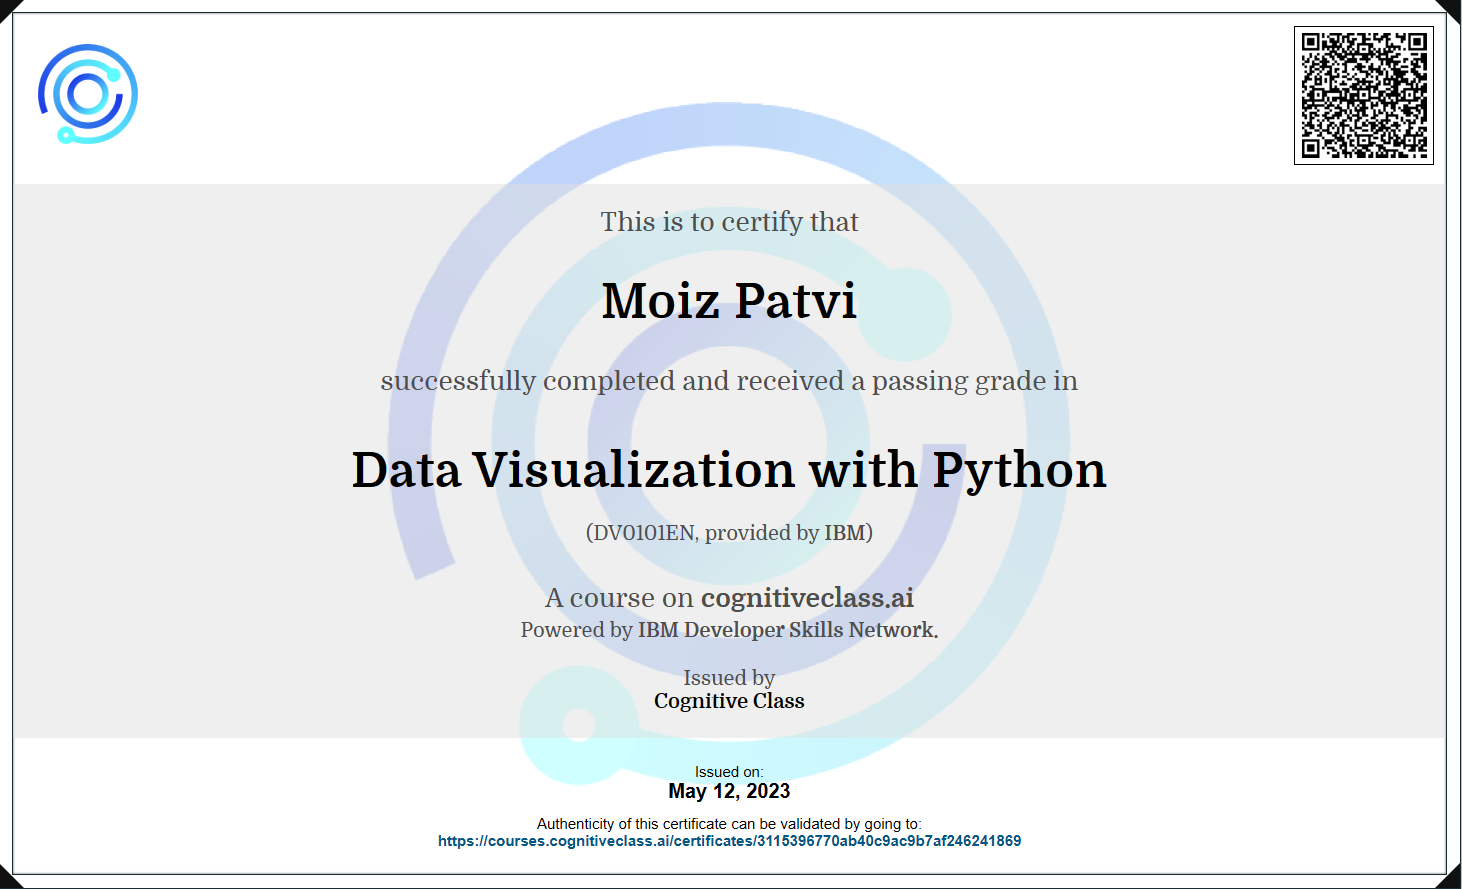 This is to certify that
Moiz Patvi
successfully completed and received a passing grade in
Data Visualization with Python
(DV0101EN, provided by IBM)
A course on cognitiveclass.ai
Powered by IBM Developer Skills Network.
Issued by
Cognitive Class
Issued on:
May 12, 2023
Authenticity of this certificate can be validated by going to:
https://courses.cognitiveclass.ai/certificates/3115396770ab40c9ac9b7af246241869